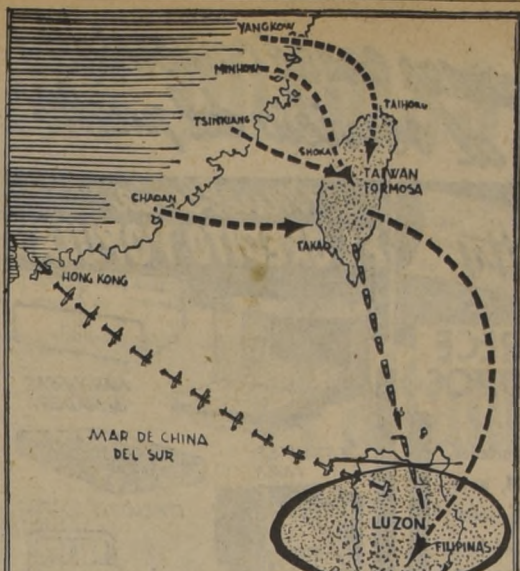 YANGKOW
MINHOW
TAIHOKU
TSINKIANG
SHOKA
TAIWAN
FORMOSA
CHAOAN
TAKAO
HONG KONG
MAR DE CHINA
DEL SUR
LUZON
FILIPINAS